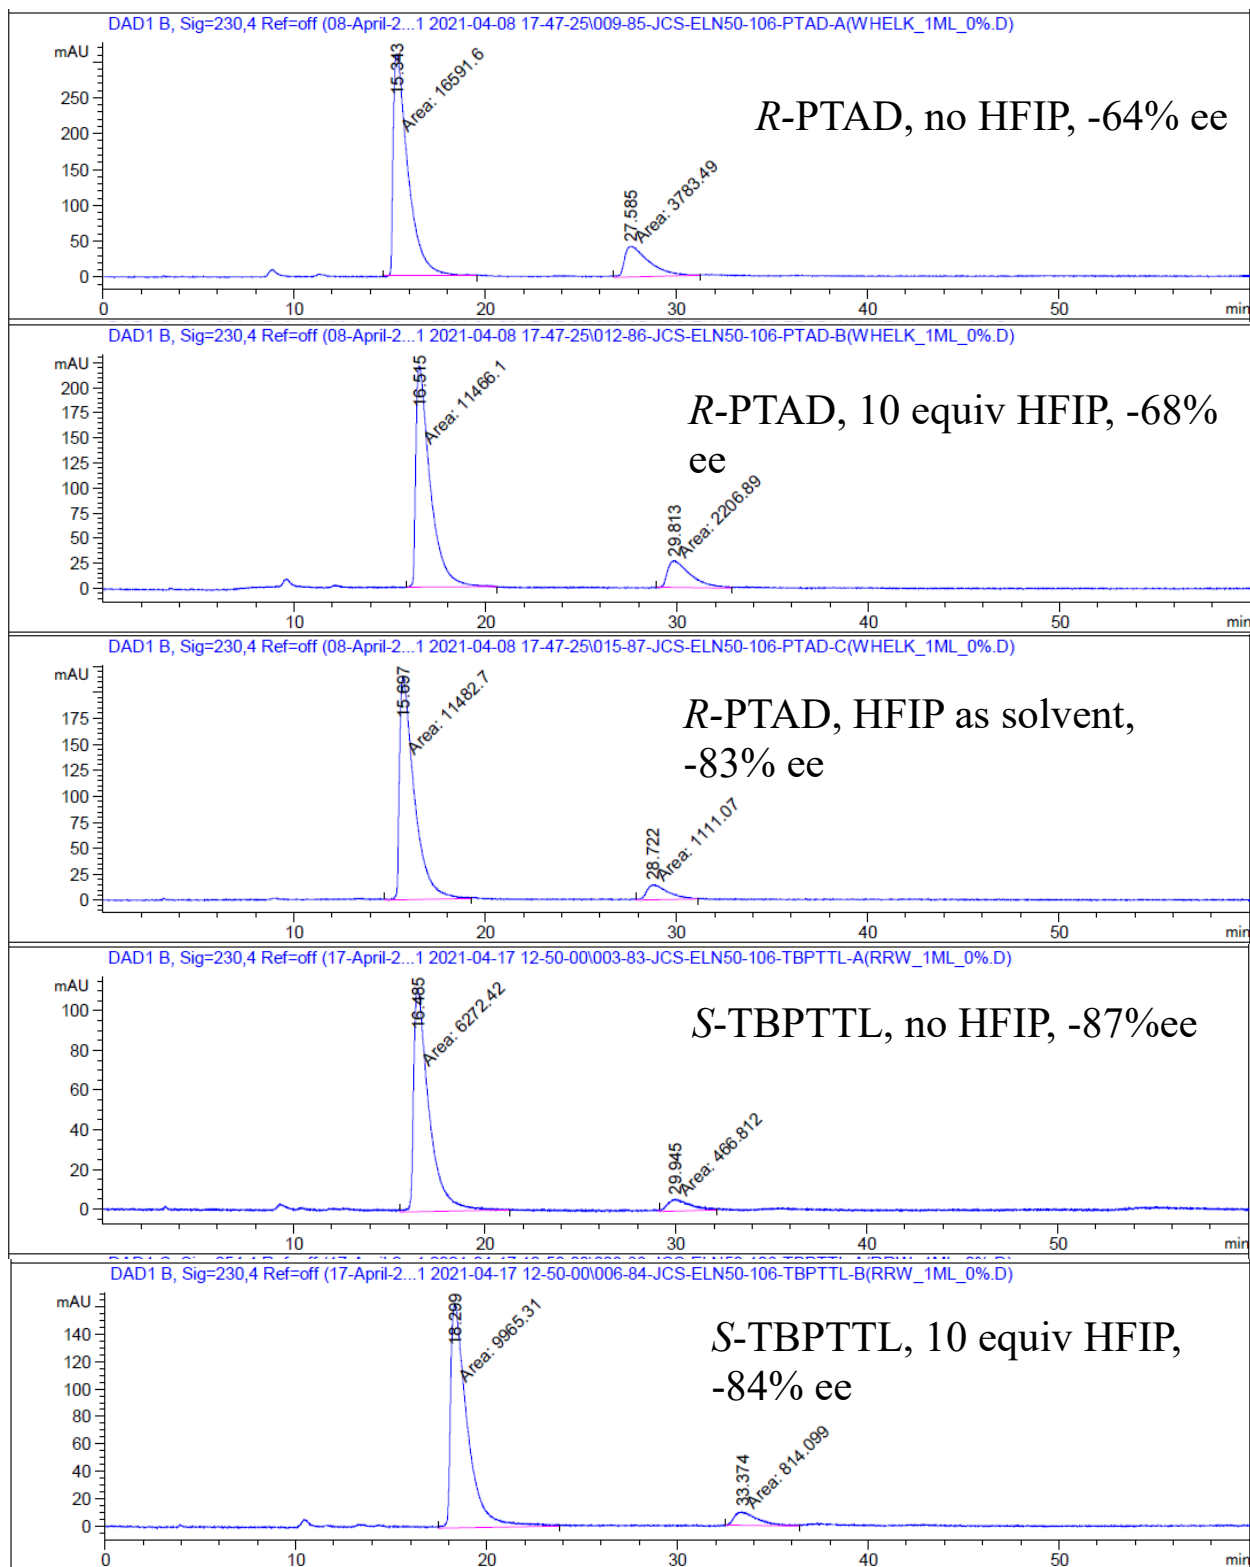 DAD1 B, Sig=230,4 Ref=off (08-April-2...1 2021-04-08 17-47-25\009-85-JCS-ELN50-106-PTAD-A(WHELK_1ML_0%.D)
mAU
15.343
Area: 16591.6
R-PTAD, no HFIP, -64% ee
27.585
Area: 3783.49
250
200
150
100
50
0
0 10 20 30 40 50 min
DAD1 B, Sig=230,4 Ref=off (08-April-2...1 2021-04-08 17-47-25\012-86-JCS-ELN50-106-PTAD-B(WHELK_1ML_0%.D)
mAU
16.515
Area: 11466.1
R-PTAD, 10 equiv HFIP, -68%
ee
29.813
Area: 2206.89
200
175
150
125
100
75
50
25
0
10 20 30 40 50 min
DAD1 B, Sig=230,4 Ref=off (08-April-2...1 2021-04-08 17-47-25\015-87-JCS-ELN50-106-PTAD-C(WHELK_1ML_0%.D)
mAU
15.697
Area: 11482.7
R-PTAD, HFIP as solvent,
-83% ee
28.722
Area: 1111.07
175
150
125
100
75
50
25
0
10 20 30 40 50 min
DAD1 B, Sig=230,4 Ref=off (17-April-2...1 2021-04-17 12-50-00\003-83-JCS-ELN50-106-TBPTTL-A(RRW_1ML_0%.D)
mAU
16.485
Area: 6272.42
S-TBPTTL, no HFIP, -87%ee
29.945
Area: 466.812
100
80
60
40
20
0
10 20 30 40 50 min
DAD1 B, Sig=230,4 Ref=off (17-April-2...1 2021-04-17 12-50-00\006-84-JCS-ELN50-106-TBPTTL-B(RRW_1ML_0%.D)
mAU
18.299
Area: 9965.31
S-TBPTTL, 10 equiv HFIP,
-84% ee
33.374
Area: 814.099
140
120
100
80
60
40
20
0
0 10 20 30 40 50 min